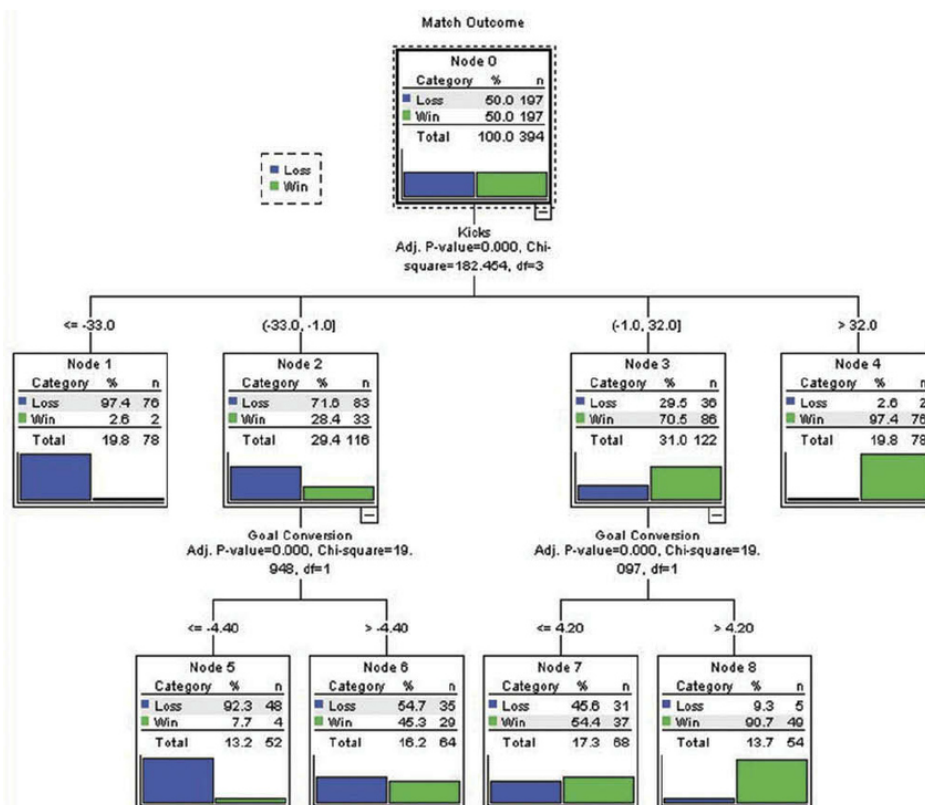 Match Outcome
Node 0
Category % n
Loss 50.0 197
Win 50.0 197
Total 100.0 394
Loss
Win
Kicks
Adj. P-value=0.000, Chi-
square=182.454, df=3
<= -33.0
(-33.0, -1.0]
(-1.0, 32.0]
> 32.0
Node 1
Category % n
Loss 97.4 76
Win 2.6 2
Total 19.8 78
Node 2
Category % n
Loss 71.6 83
Win 28.4 33
Total 29.4 116
Node 3
Category % n
Loss 29.5 36
Win 70.5 86
Total 31.0 122
Node 4
Category % n
Loss 2.6 2
Win 97.4 76
Total 19.8 78
Goal Conversion
Adj. P-value=0.000, Chi-square=19.
948, df=1
Goal Conversion
Adj. P-value=0.000, Chi-square=19.
097, df=1
<= -4.40
> -4.40
<= 4.20
> 4.20
Node 5
Category % n
Loss 92.3 48
Win 7.7 4
Total 13.2 52
Node 6
Category % n
Loss 54.7 35
Win 45.3 29
Total 16.2 64
Node 7
Category % n
Loss 45.6 31
Win 54.4 37
Total 17.3 68
Node 8
Category % n
Loss 9.3 5
Win 90.7 49
Total 13.7 54